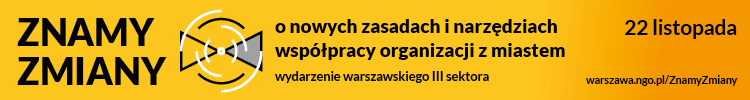 ZNAMY
ZMIANY
o nowych zasadach i narzędziach
współpracy organizacji z miastem
wydarzenie warszawskiego III sektora
22 listopada
warszawa.ngo.pl/ZnamyZmiany